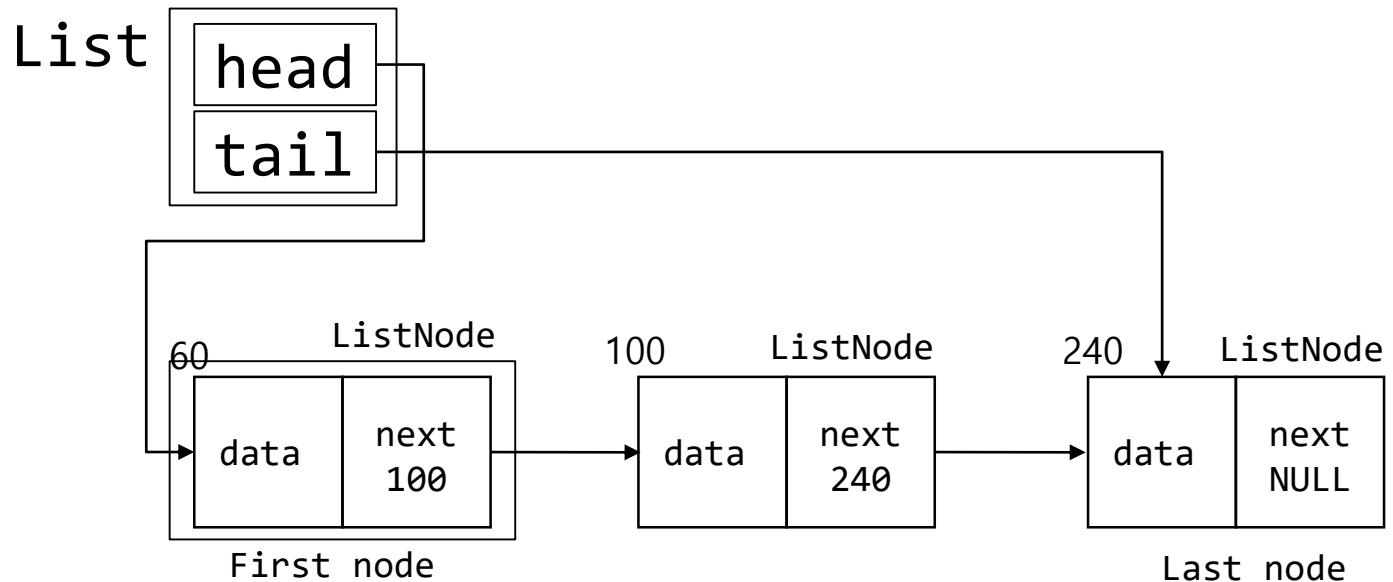 List
head
tail
60
ListNode
100
ListNode
240
ListNode
data
next
100
data
next
240
data
next
NULL
First node
Last node